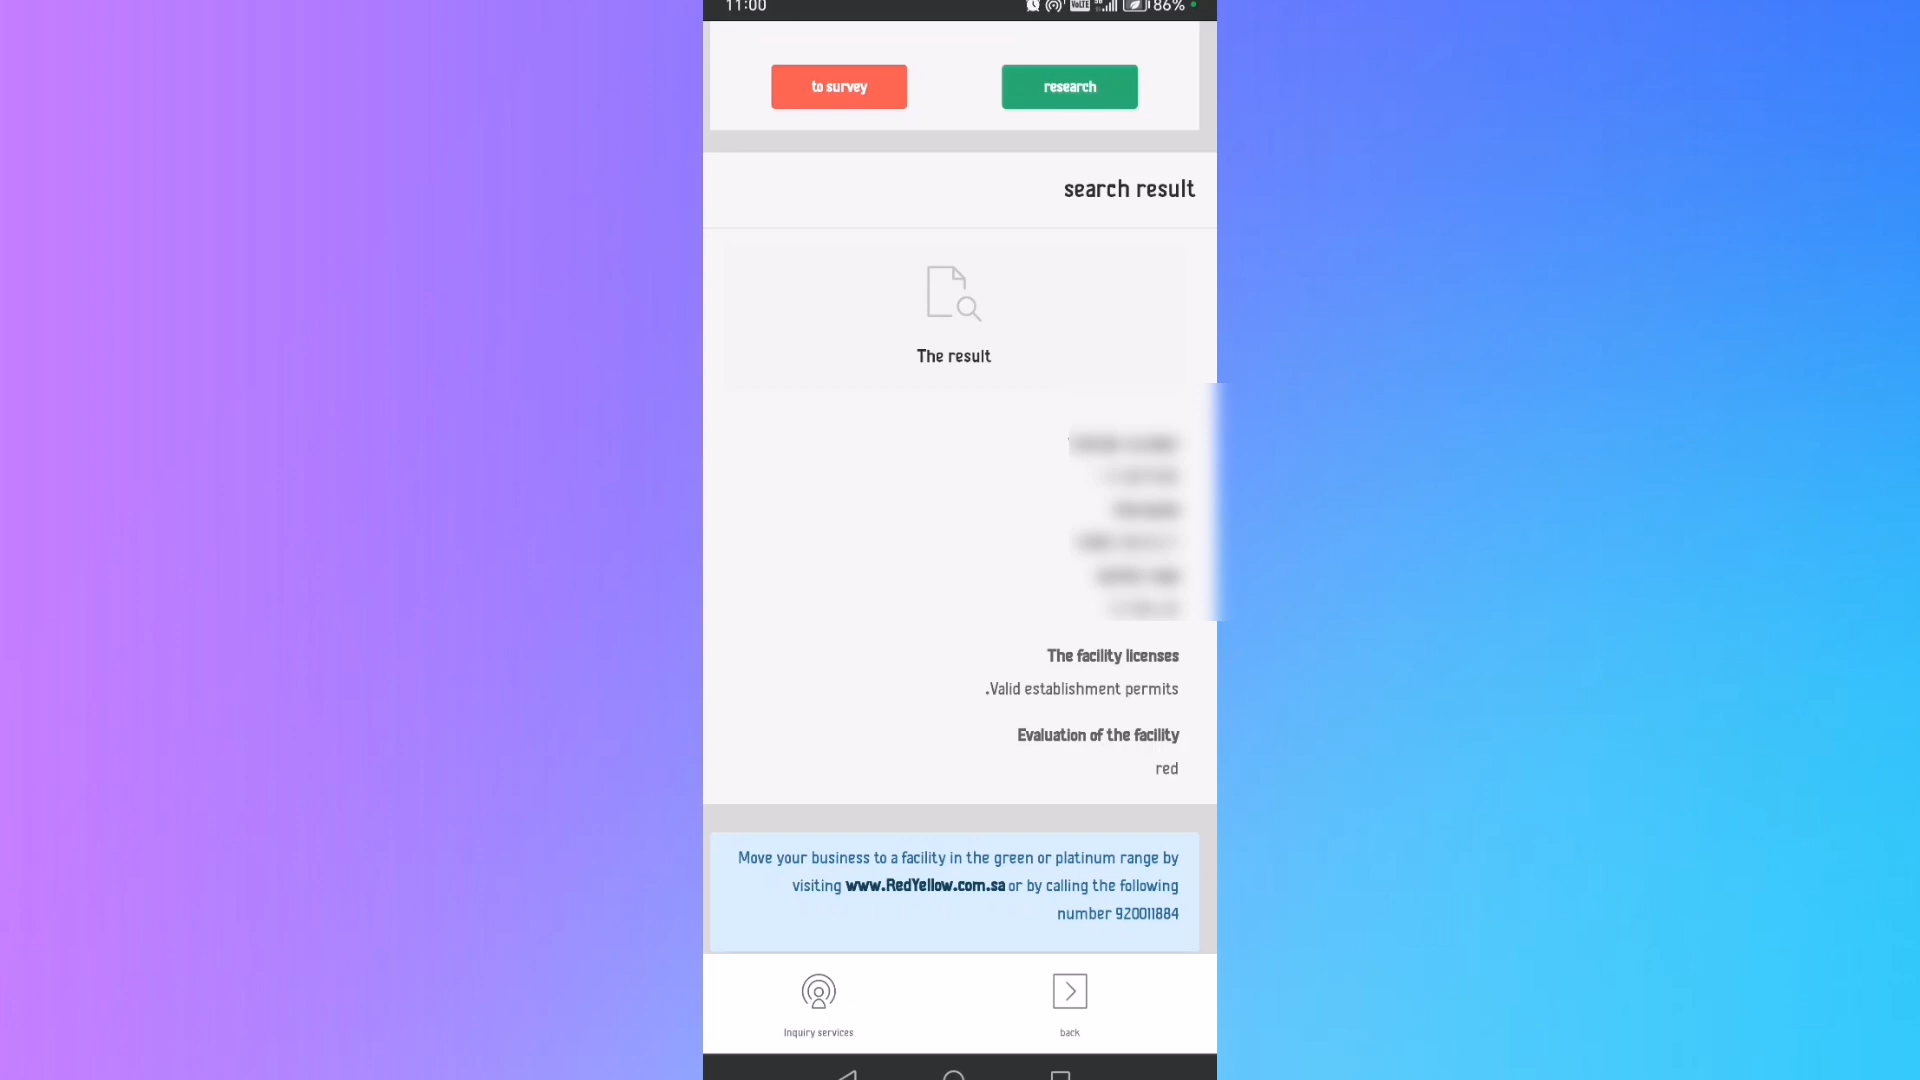 11:00
86%
to survey
research
search result
The result
The facility licenses
.Valid establishment permits
Evaluation of the facility
red
Move your business to a facility in the green or platinum range by
visiting www.RedYellow.com.sa or by calling the following
number 920011884
Inquiry services
back